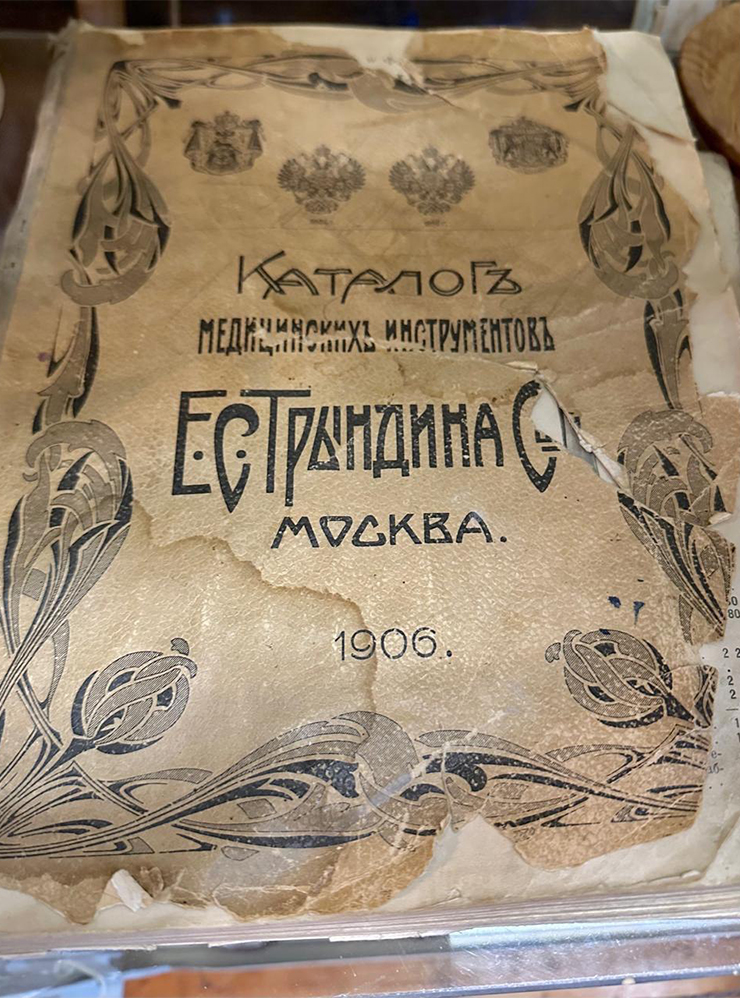 Каталогъ
медицинскихъ инструментовъ
Е.С.Трындина
Москва.
1906.